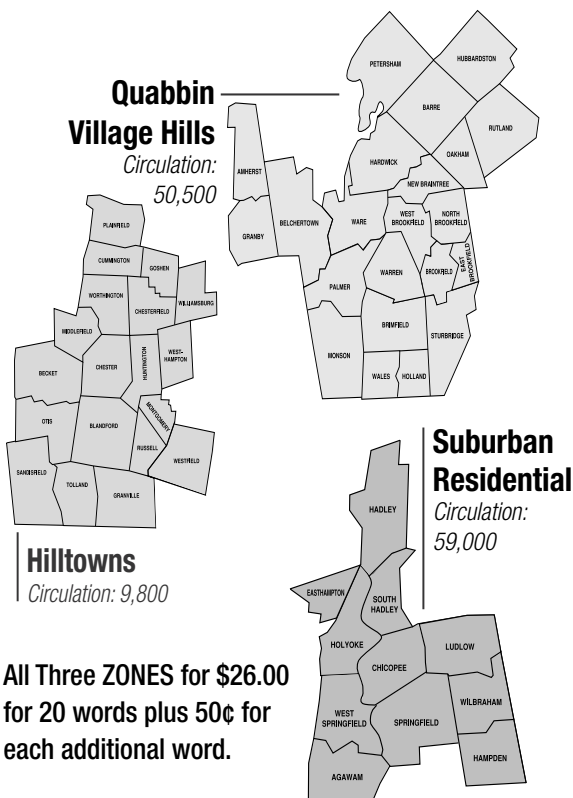 Quabbin
Village Hills
Circulation:
50,500
PETERSHAM
HUBBARDSTON
BARRE
RUTLAND
HARDWICK
OAKHAM
NEW BRAINTREE
AMHERST
BELCHERTOWN
GRANBY
WARE
WEST
BROOKFIELD
NORTH
BROOKFIELD
EAST
BROOKFIELD
BROOKFIELD
WARREN
PALMER
BRIMFIELD
STURBRIDGE
MONSON
WALES
HOLLAND
PLAINFIELD
CUMMINGTON
GOSHEN
WORTHINGTON
CHESTERFIELD
WILLIAMSBURG
MIDDLEFIELD
BECKET
CHESTER
HUNTINGTON
WEST-
HAMPTON
OTIS
BLANDFORD
MONTGOMERY
RUSSELL
WESTFIELD
SANDISFIELD
TOLLAND
GRANVILLE
Hilltowns
Circulation: 9,800
Suburban
Residential
Circulation:
59,000
HADLEY
EASTHAMPTON
SOUTH
HADLEY
HOLYOKE
CHICOPEE
LUDLOW
WEST
SPRINGFIELD
SPRINGFIELD
WILBRAHAM
HAMPDEN
AGAWAM
All Three ZONES for $26.00
for 20 words plus 50¢ for
each additional word.